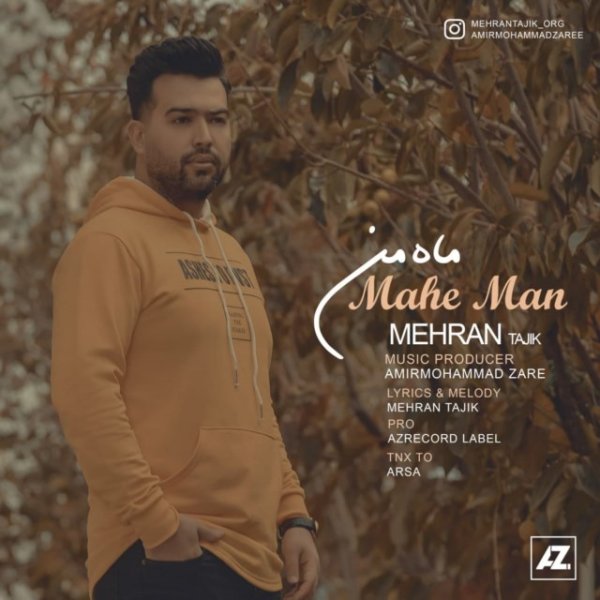 MEHRANTAJIK_ORG
AMIRMOHAMMADZAREE
ماه من
Mahe Man
MEHRAN TAJIK
MUSIC PRODUCER
AMIRMOHAMMAD ZARE
LYRICS & MELODY
MEHRAN TAJIK
PRO
AZRECORD LABEL
TNX TO
ARSA
AZ.